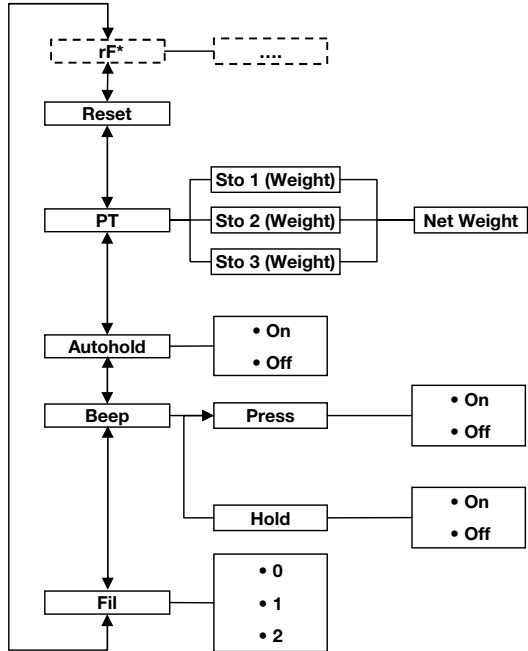 rF*
....
Reset
Sto 1 (Weight)
PT
Sto 2 (Weight)
Net Weight
Sto 3 (Weight)
Autohold
• On
• Off
Beep
Press
• On
• Off
Hold
• On
• Off
Fil
• 0
• 1
• 2